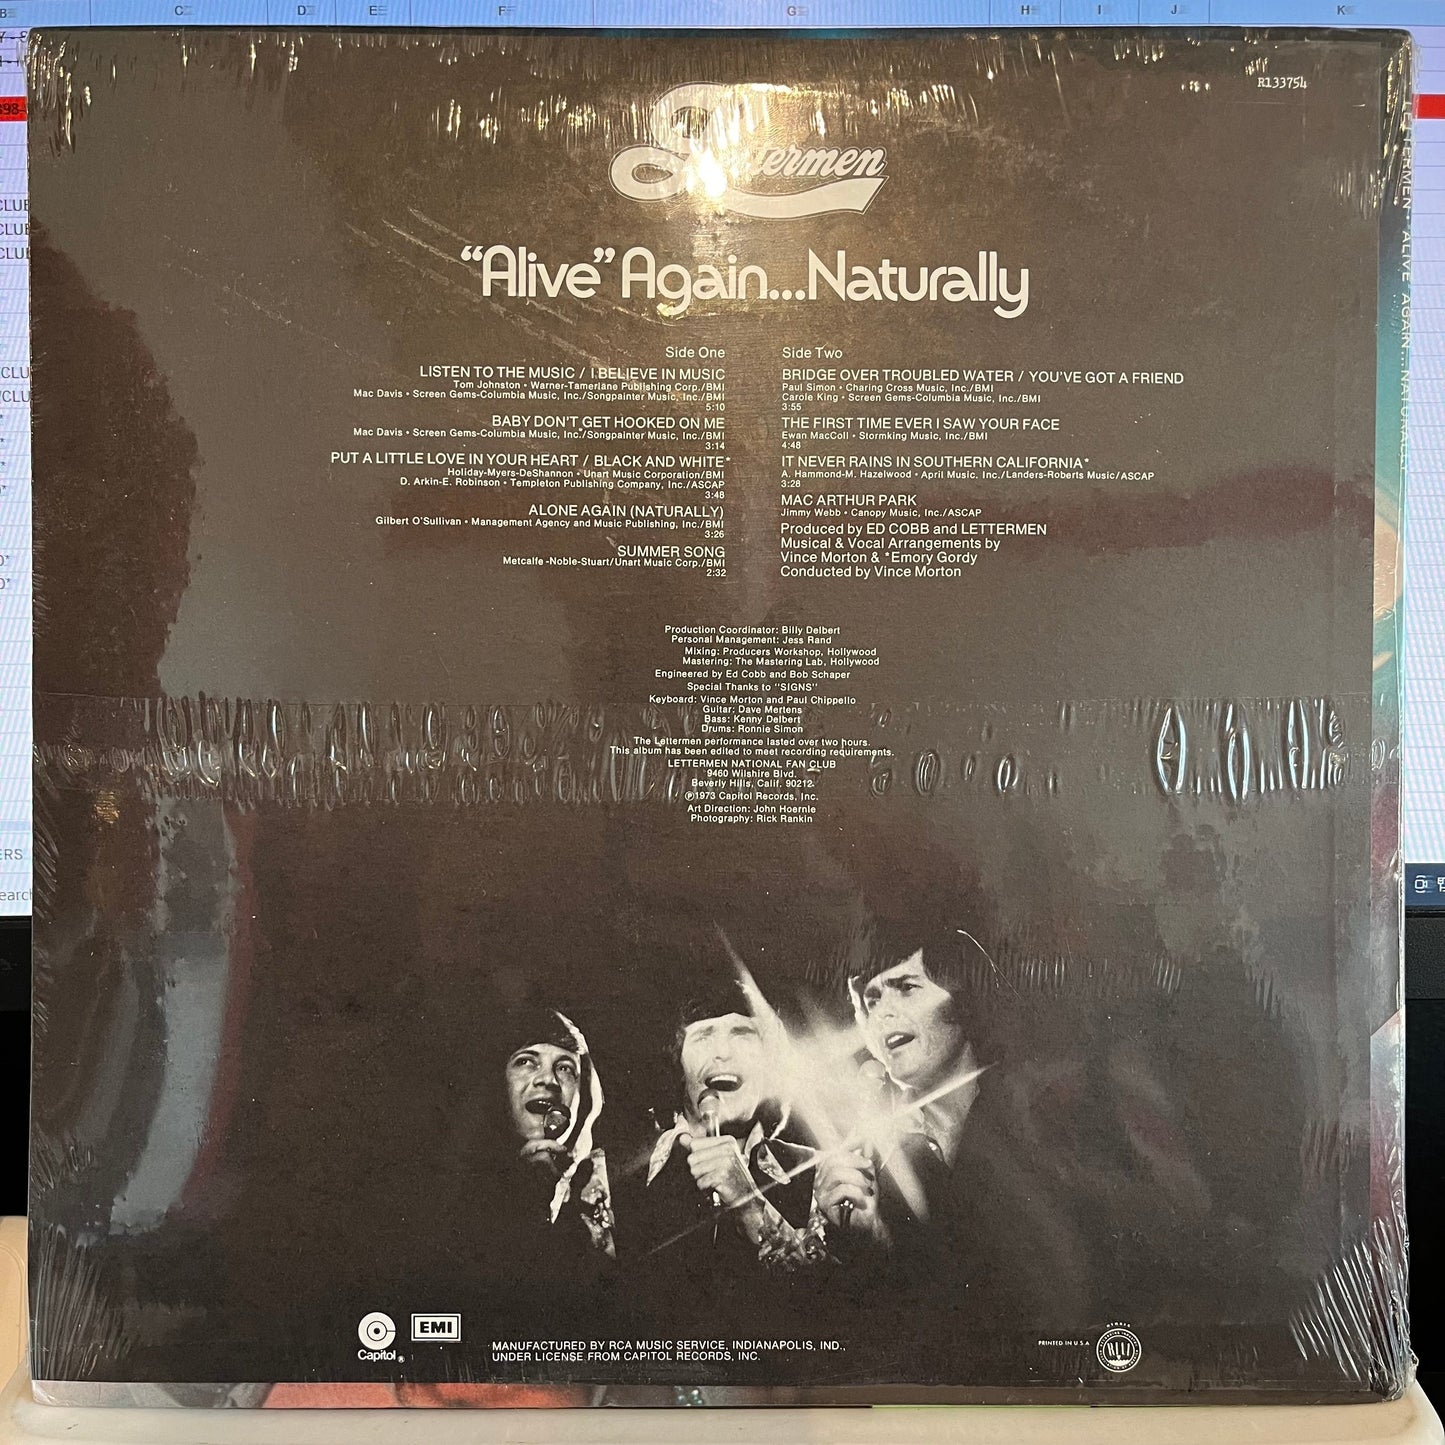 B
C
D
E
F
G
H
I
J
K
R133754
Lettermen
"Alive" Again...Naturally
Side One
LISTEN TO THE MUSIC / I BELIEVE IN MUSIC
Tom Johnston • Warner-Tamerlane Publishing Corp./BMI
Mac Davis • Screen Gems-Columbia Music, Inc./Songpainter Music, Inc./BMI
5:10
BABY DON'T GET HOOKED ON ME
Mac Davis • Screen Gems-Columbia Music, Inc./Songpainter Music, Inc./BMI
3:14
PUT A LITTLE LOVE IN YOUR HEART / BLACK AND WHITE*
Holiday-Myers-DeShannon • Unart Music Corporation/BMI
D. Arkin-E. Robinson • Templeton Publishing Company, Inc./ASCAP
3:48
ALONE AGAIN (NATURALLY)
Gilbert O'Sullivan • Management Agency and Music Publishing, Inc./BMI
3:26
SUMMER SONG
Metcalfe -Noble-Stuart/Unart Music Corp./BMI
2:32
Side Two
BRIDGE OVER TROUBLED WATER / YOU'VE GOT A FRIEND
Paul Simon • Charing Cross Music, Inc./BMI
Carole King • Screen Gems-Columbia Music, Inc./BMI
3:55
THE FIRST TIME EVER I SAW YOUR FACE
Ewan MacColl • Stormking Music, Inc./BMI
4:48
IT NEVER RAINS IN SOUTHERN CALIFORNIA*
A. Hammond-M. Hazelwood • April Music, Inc./Landers-Roberts Music/ASCAP
3:28
MAC ARTHUR PARK
Jimmy Webb • Canopy Music, Inc./ASCAP
Produced by ED COBB and LETTERMEN
Musical & Vocal Arrangements by
Vince Morton & *Emory Gordy
Conducted by Vince Morton
Production Coordinator: Billy Delbert
Personal Management: Jess Rand
Mixing: Producers Workshop, Hollywood
Mastering: The Mastering Lab, Hollywood
Engineered by Ed Cobb and Bob Schaper
Special Thanks to "SIGNS"
Keyboard: Vince Morton and Paul Chippello
Guitar: Dave Mertens
Bass: Kenny Delbert
Drums: Ronnie Simon
The Lettermen performance lasted over two hours.
This album has been edited to meet recording requirements.
LETTERMEN NATIONAL FAN CLUB
9460 Wilshire Blvd.
Beverly Hills, Calif. 90212
℗1973 Capitol Records, Inc.
Art Direction: John Hoernle
Photography: Rick Rankin
Capitol®
EMI
MANUFACTURED BY RCA MUSIC SERVICE, INDIANAPOLIS, IND.,
UNDER LICENSE FROM CAPITOL RECORDS, INC.
PRINTED IN U.S.A
LETTERMEN "ALIVE" AGAIN...NATURALLY